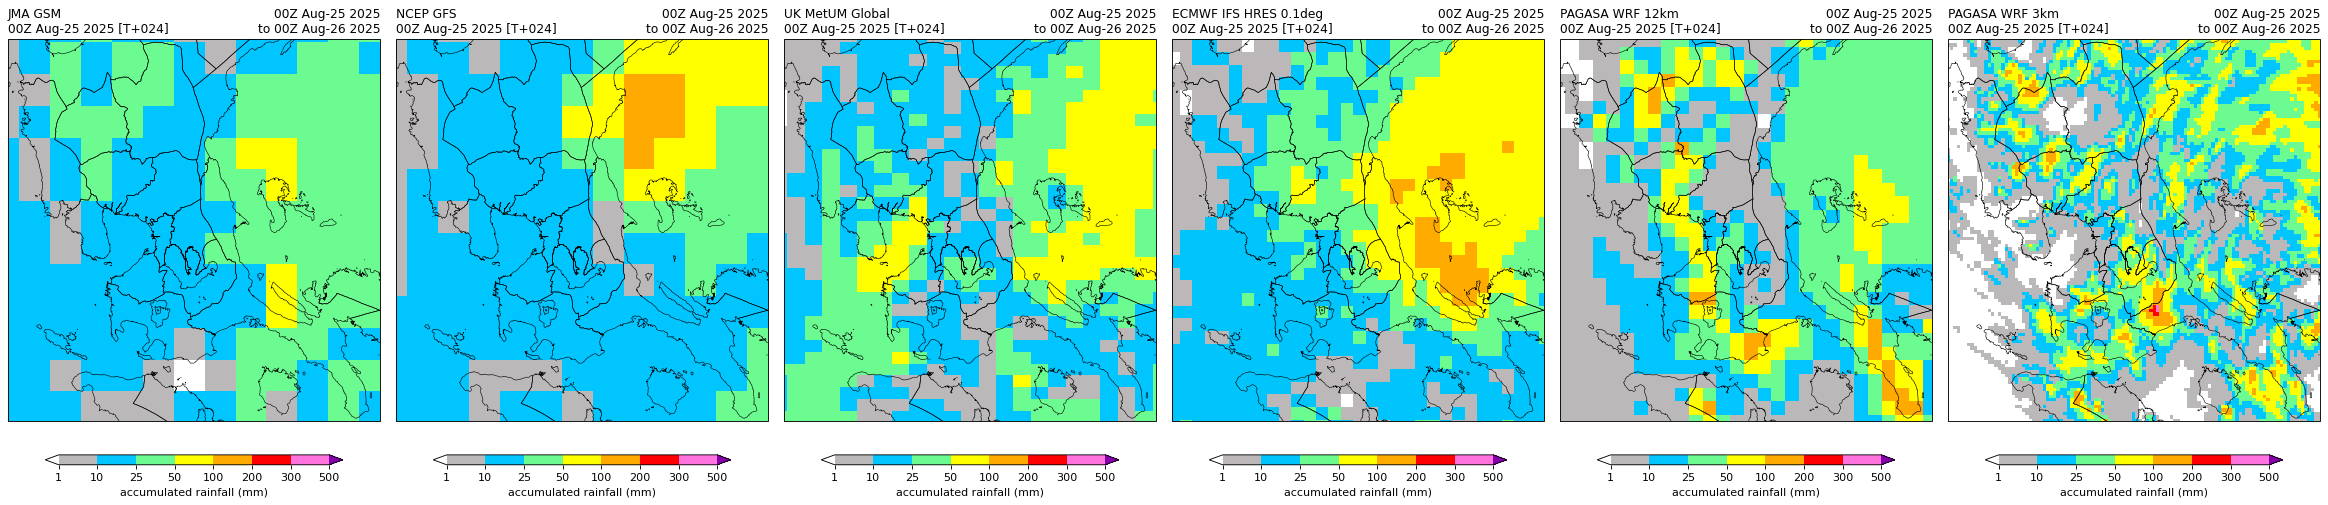 JMA GSM 00Z Aug-25 2025
00Z Aug-25 2025 [T+024] to 00Z Aug-26 2025
1 10 25 50 100 200 300 500
accumulated rainfall (mm)
NCEP GFS 00Z Aug-25 2025
00Z Aug-25 2025 [T+024] to 00Z Aug-26 2025
1 10 25 50 100 200 300 500
accumulated rainfall (mm)
UK MetUM Global 00Z Aug-25 2025
00Z Aug-25 2025 [T+024] to 00Z Aug-26 2025
1 10 25 50 100 200 300 500
accumulated rainfall (mm)
ECMWF IFS HRES 0.1deg 00Z Aug-25 2025
00Z Aug-25 2025 [T+024] to 00Z Aug-26 2025
1 10 25 50 100 200 300 500
accumulated rainfall (mm)
PAGASA WRF 12km 00Z Aug-25 2025
00Z Aug-25 2025 [T+024] to 00Z Aug-26 2025
1 10 25 50 100 200 300 500
accumulated rainfall (mm)
PAGASA WRF 3km 00Z Aug-25 2025
00Z Aug-25 2025 [T+024] to 00Z Aug-26 2025
1 10 25 50 100 200 300 500
accumulated rainfall (mm)